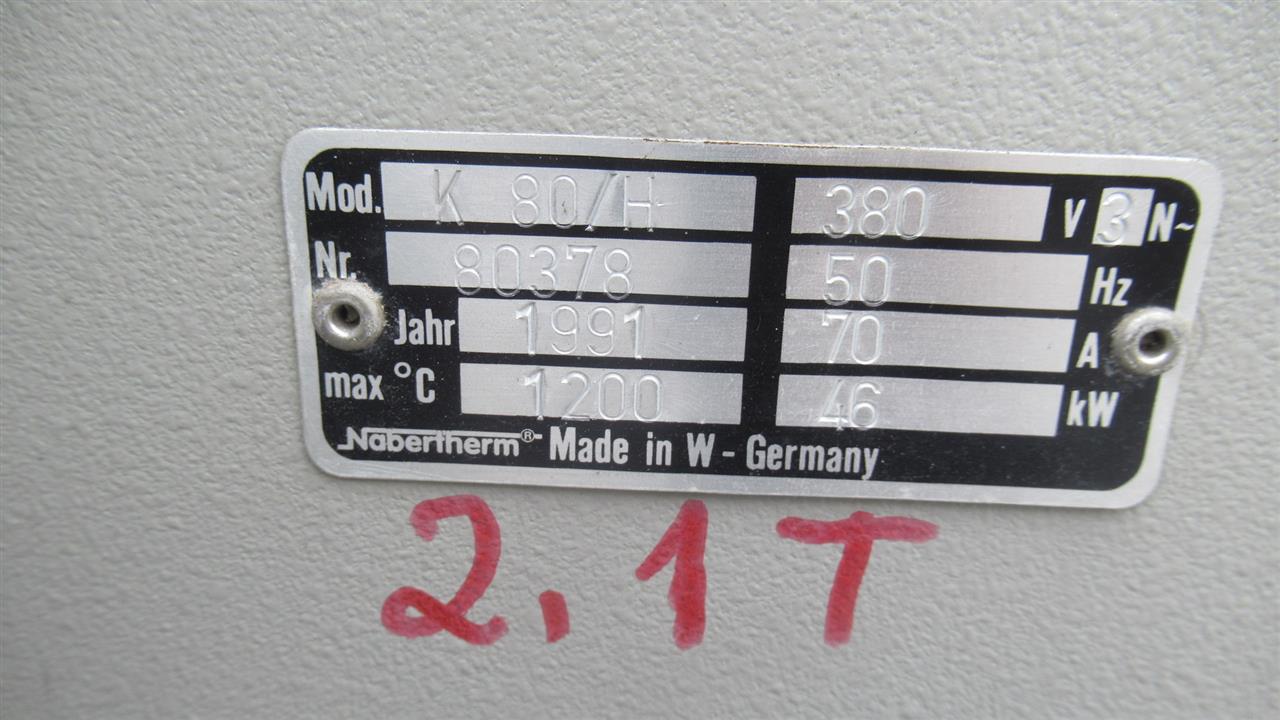 Mod. K 80/H 380 V 3 N~
Nr. 80378 50 Hz
Jahr 1991 70 A
max °C 1200 46 kW
Nabertherm® Made in W - Germany
2,1T